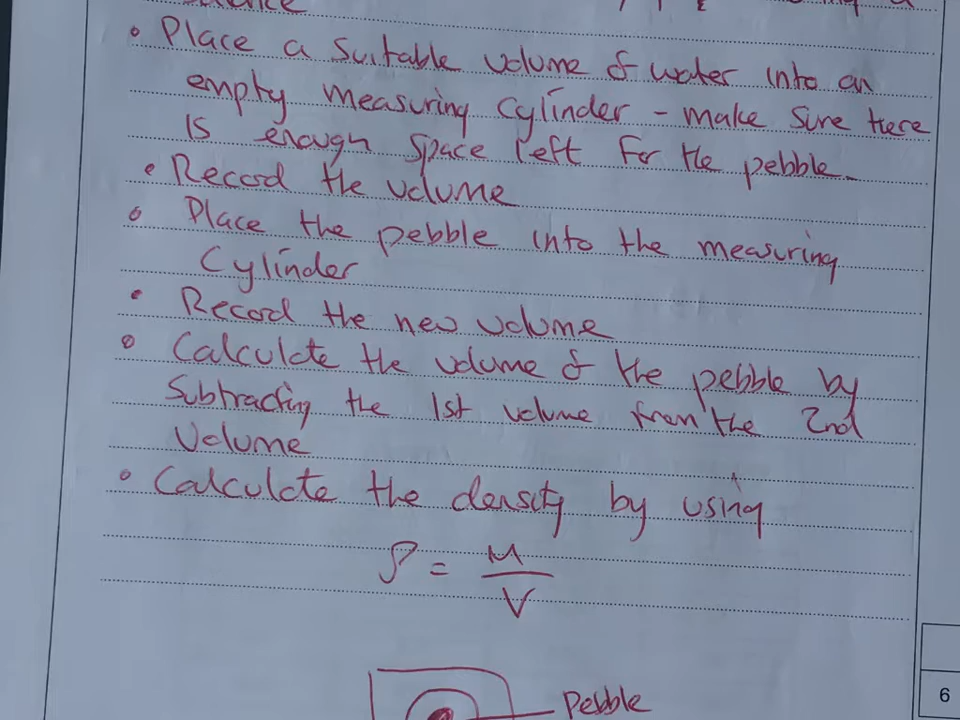 • Place a suitable volume of water into an
empty measuring cylinder - make sure there
is enough space left for the pebble.
• Record the volume
• Place the pebble into the measuring
cylinder
• Record the new volume
• Calculate the volume of the pebble by
subtracting the 1st volume from the 2nd
volume
• Calculate the density by using
ρ = M / V
Pebble
6